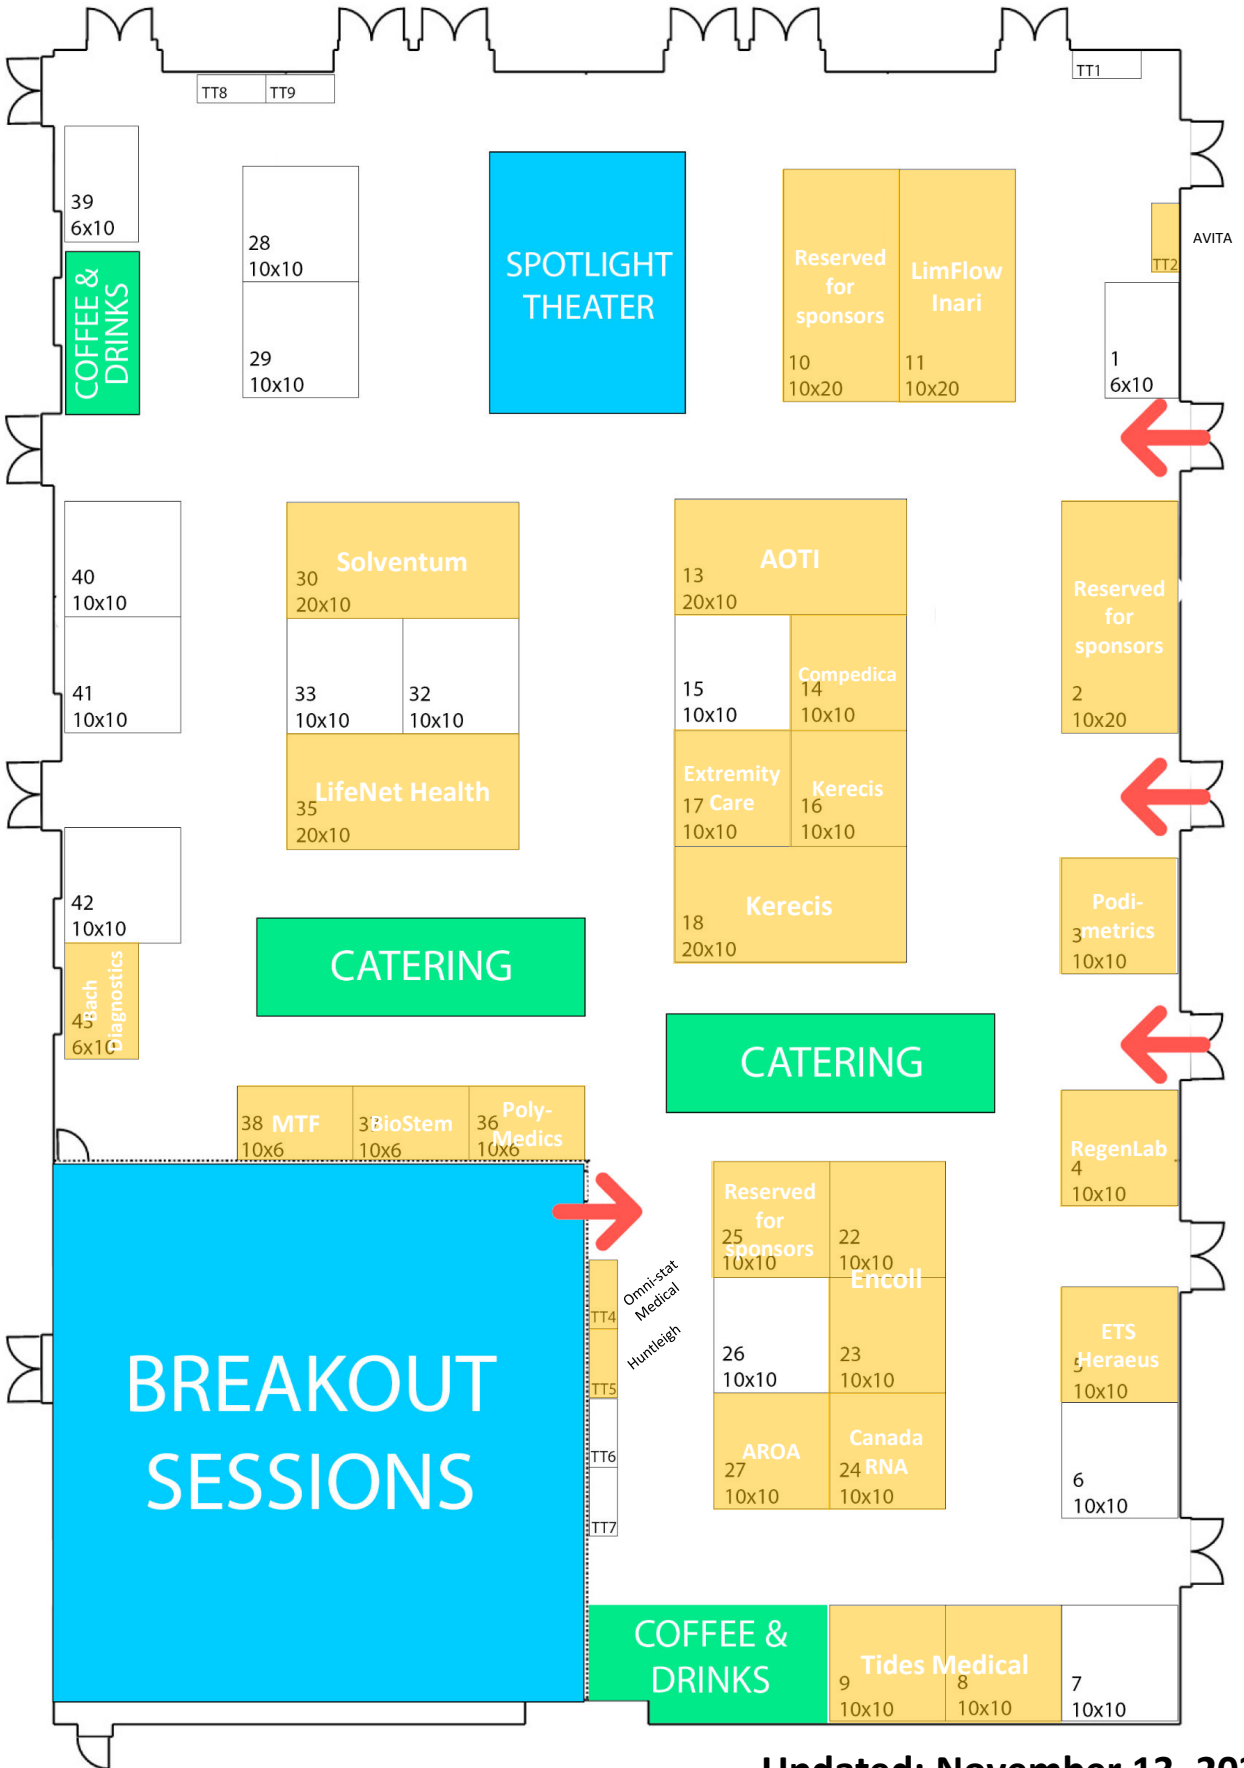 TT8
TT9
TT1
39
6x10
COFFEE &
DRINKS
28
10x10
29
10x10
SPOTLIGHT
THEATER
Reserved
for
sponsors
10
10x20
LimFlow
Inari
11
10x20
TT2
AVITA
1
6x10
40
10x10
41
10x10
Solventum
30
20x10
33
10x10
32
10x10
LifeNet Health
35
20x10
AOTI
13
20x10
15
10x10
Compedica
14
10x10
Extremity
Care
17
10x10
Kerecis
16
10x10
Kerecis
18
20x10
Reserved
for
sponsors
2
10x20
42
10x10
Bach
Diagnostics
43
6x10
CATERING
CATERING
Podi-
metrics
3
10x10
38 MTF
10x6
37 BioStem
10x6
Poly-
Medics
36
10x6
RegenLab
4
10x10
BREAKOUT
SESSIONS
TT4
Omni-stat
Medical
TT5
Huntleigh
TT6
TT7
Reserved
for
sponsors
25
10x10
22
10x10
Encoll
26
10x10
23
10x10
AROA
27
10x10
Canada
RNA
24
10x10
ETS
Heraeus
5
10x10
6
10x10
COFFEE &
DRINKS
Tides Medical
9
10x10
8
10x10
7
10x10
Updated: November 13,